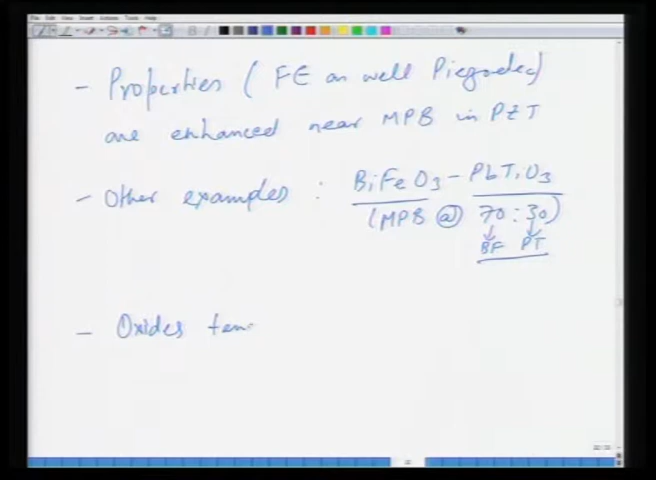 - Properties ( FE as well Piezoelec)
are enhanced near MPB in PZT
- Other examples : BiFeO3 - PbTiO3
(MPB @ 70 : 30)
BF PT
- Oxides ten